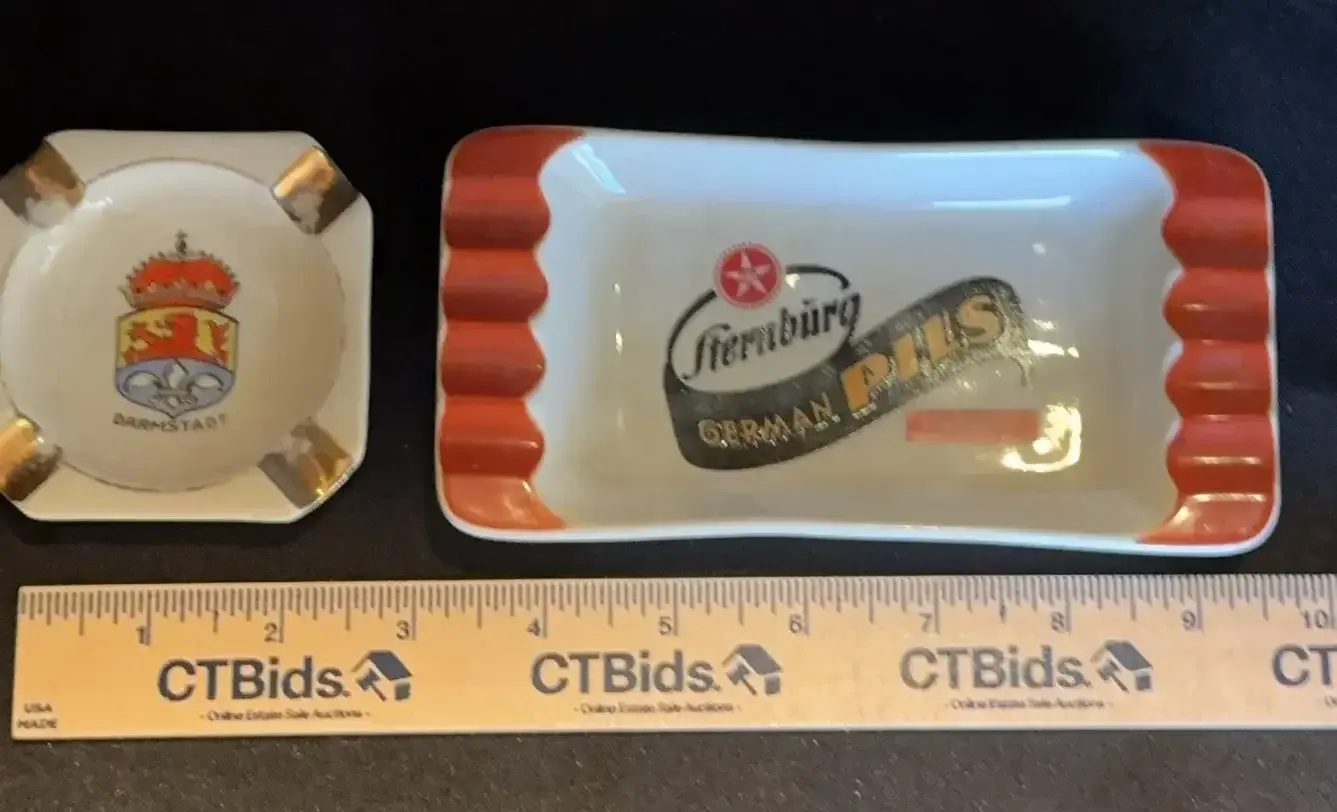 DARMSTADT
Sternbürg
GERMAN PILS
1 2 3 4 5 6 7 8 9 10
CTBids. CTBids. CTBids. CT
- Online Estate Sale Auctions - - Online Estate Sale Auctions - - Online Estate Sale Auctions -
USA
MADE